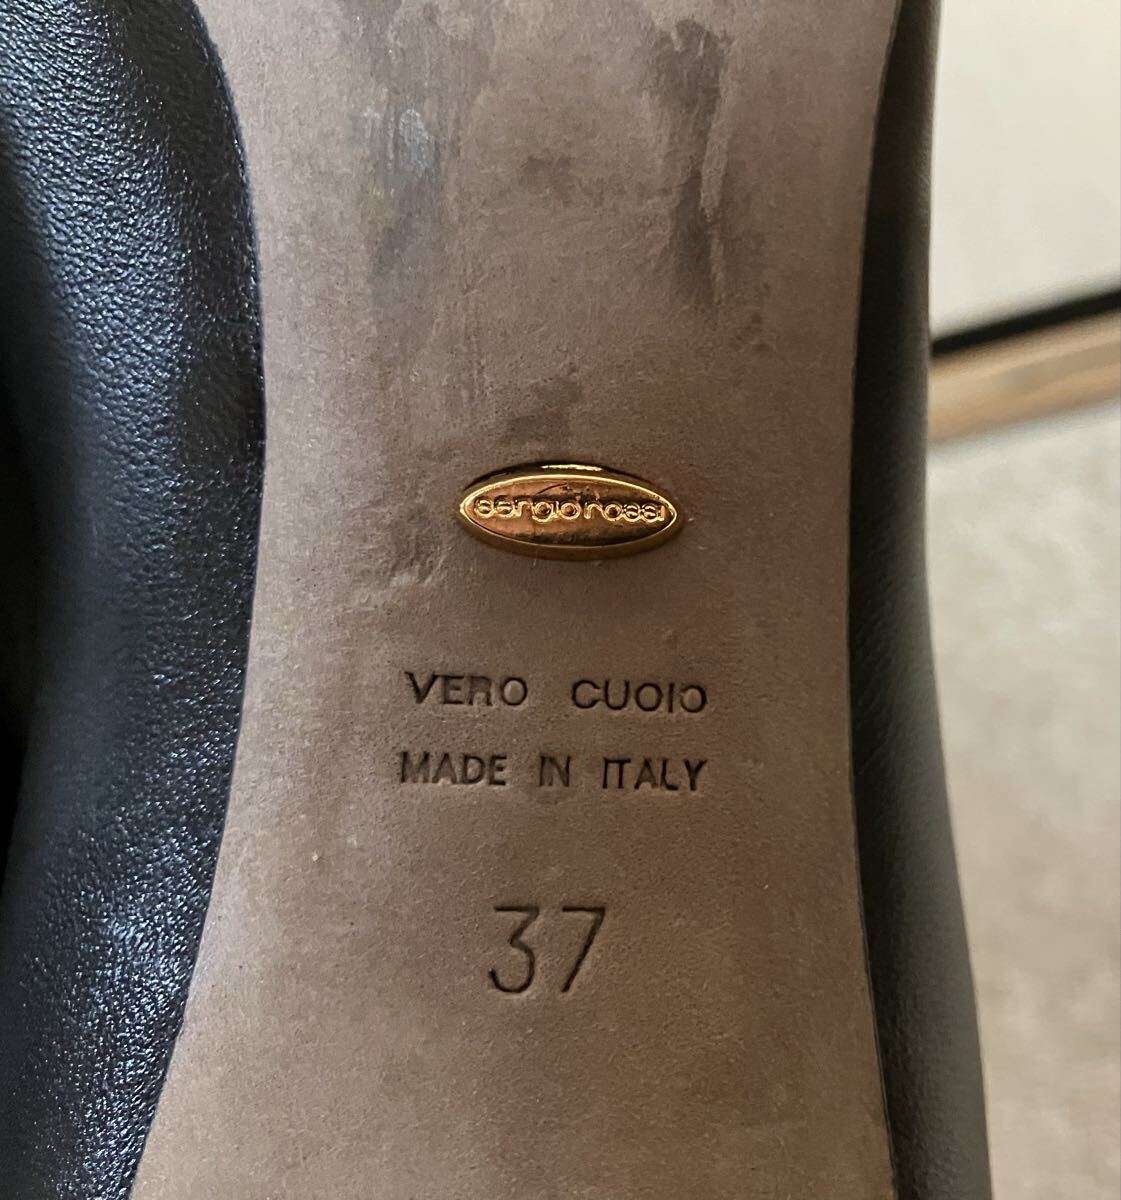 sergio rossi
VERO CUOIO
MADE IN ITALY
37